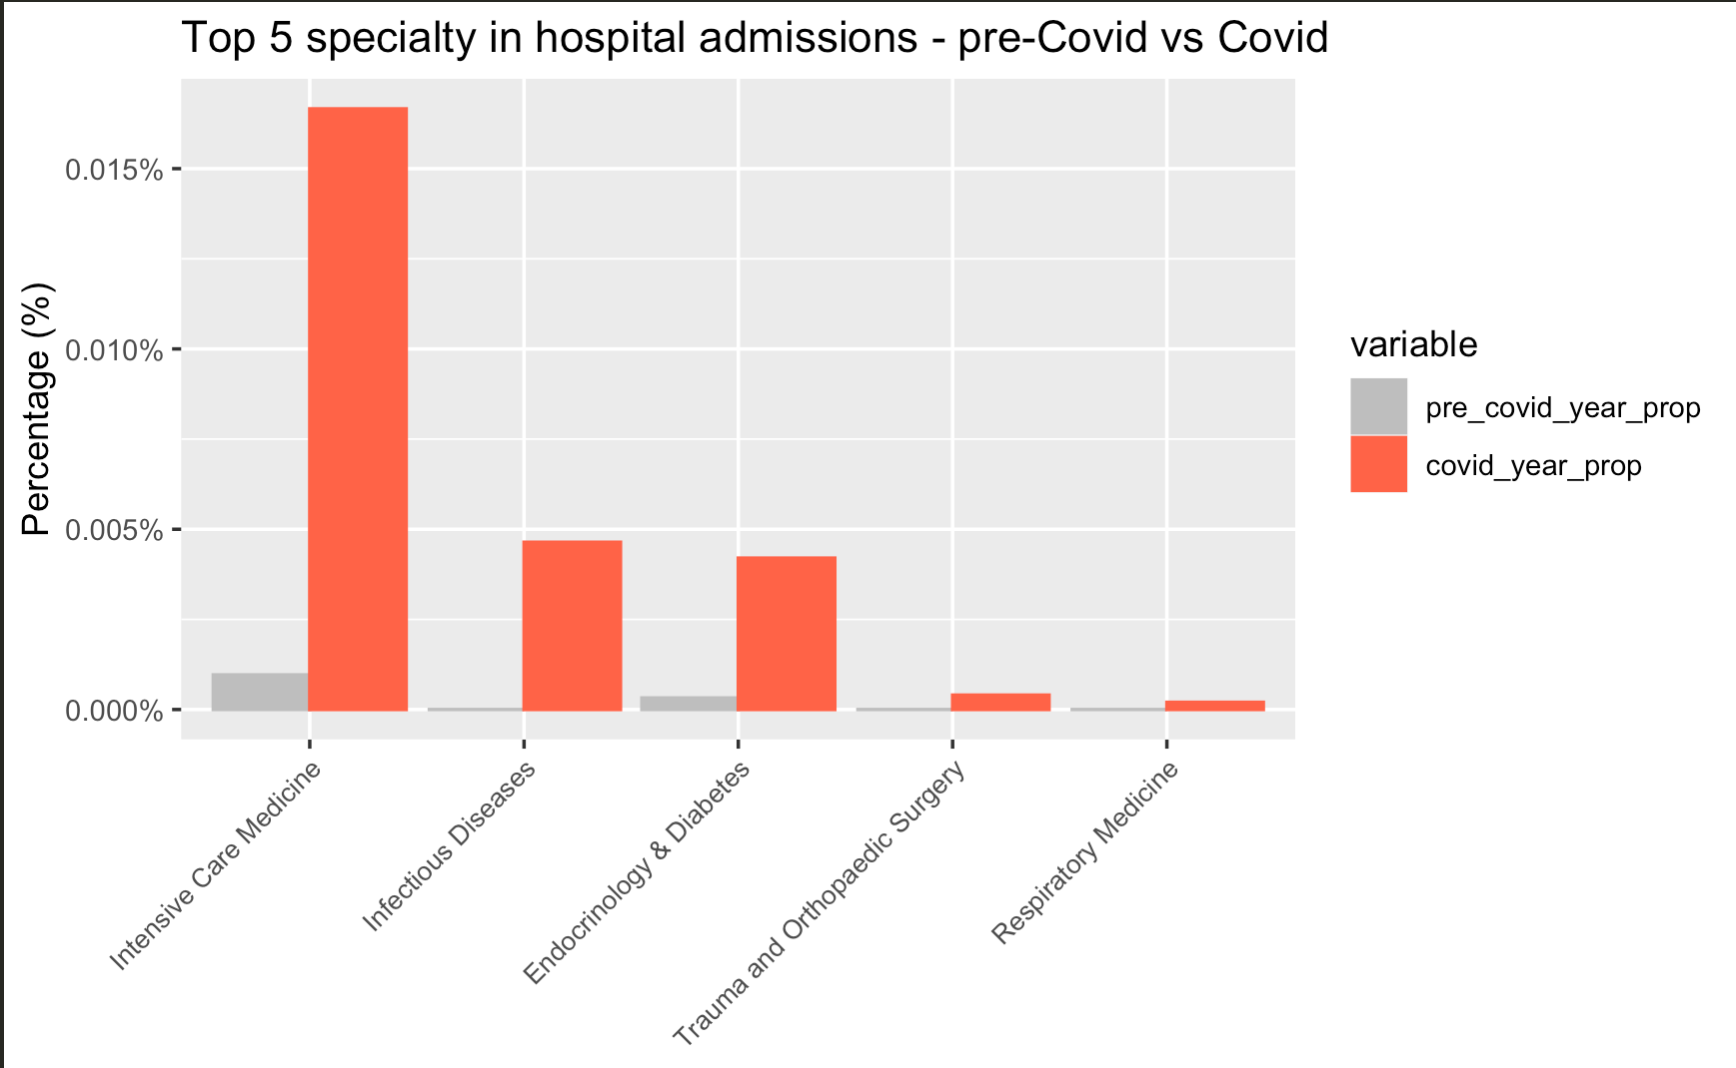 Top 5 specialty in hospital admissions - pre-Covid vs Covid
Percentage (%)
0.015%
0.010%
0.005%
0.000%
Intensive Care Medicine
Infectious Diseases
Endocrinology & Diabetes
Trauma and Orthopaedic Surgery
Respiratory Medicine
variable
pre_covid_year_prop
covid_year_prop